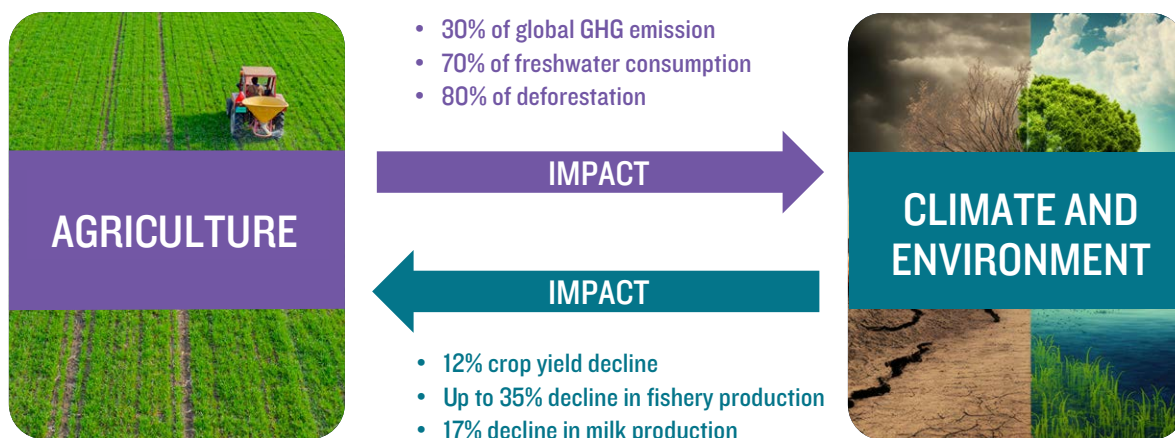 • 30% of global GHG emission
• 70% of freshwater consumption
• 80% of deforestation
IMPACT
AGRICULTURE
CLIMATE AND
ENVIRONMENT
IMPACT
• 12% crop yield decline
• Up to 35% decline in fishery production
• 17% decline in milk production